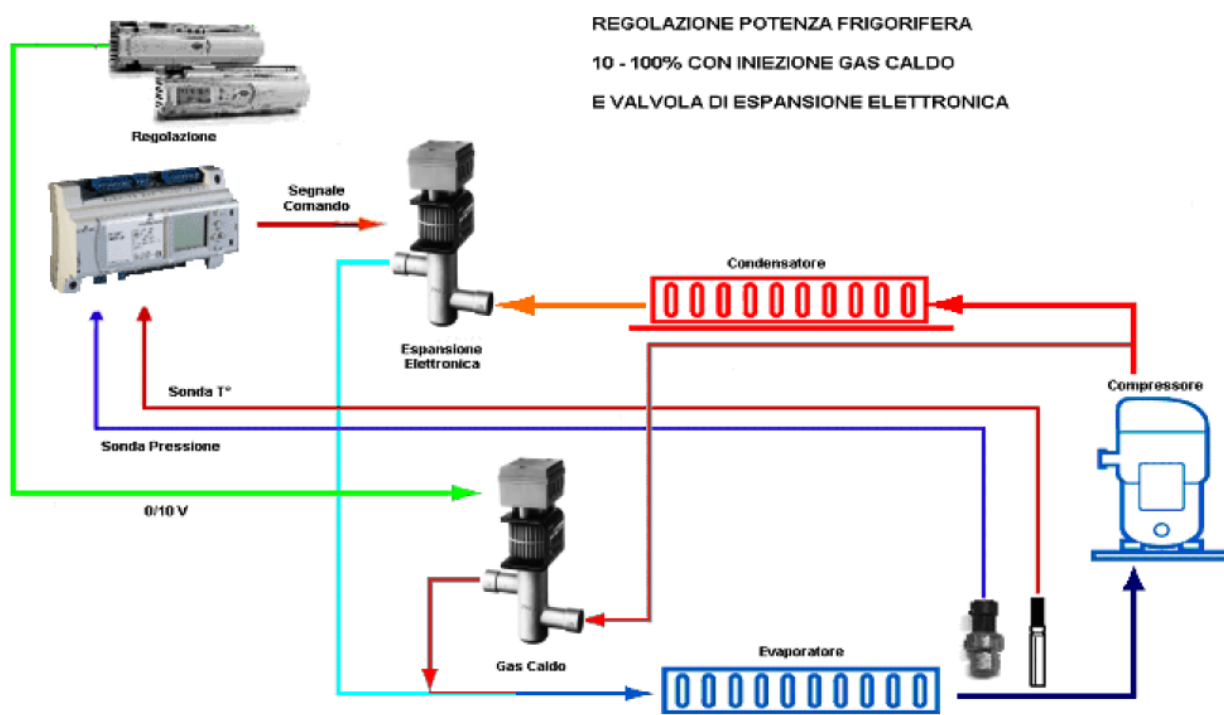 REGOLAZIONE POTENZA FRIGORIFERA
10 - 100% CON INIEZIONE GAS CALDO
E VALVOLA DI ESPANSIONE ELETTRONICA
Regolazione
Segnale
Comando
Condensatore
Espansione
Elettronica
Compressore
Sonda T°
Sonda Pressione
0/10 V
Gas Caldo
Evaporatore